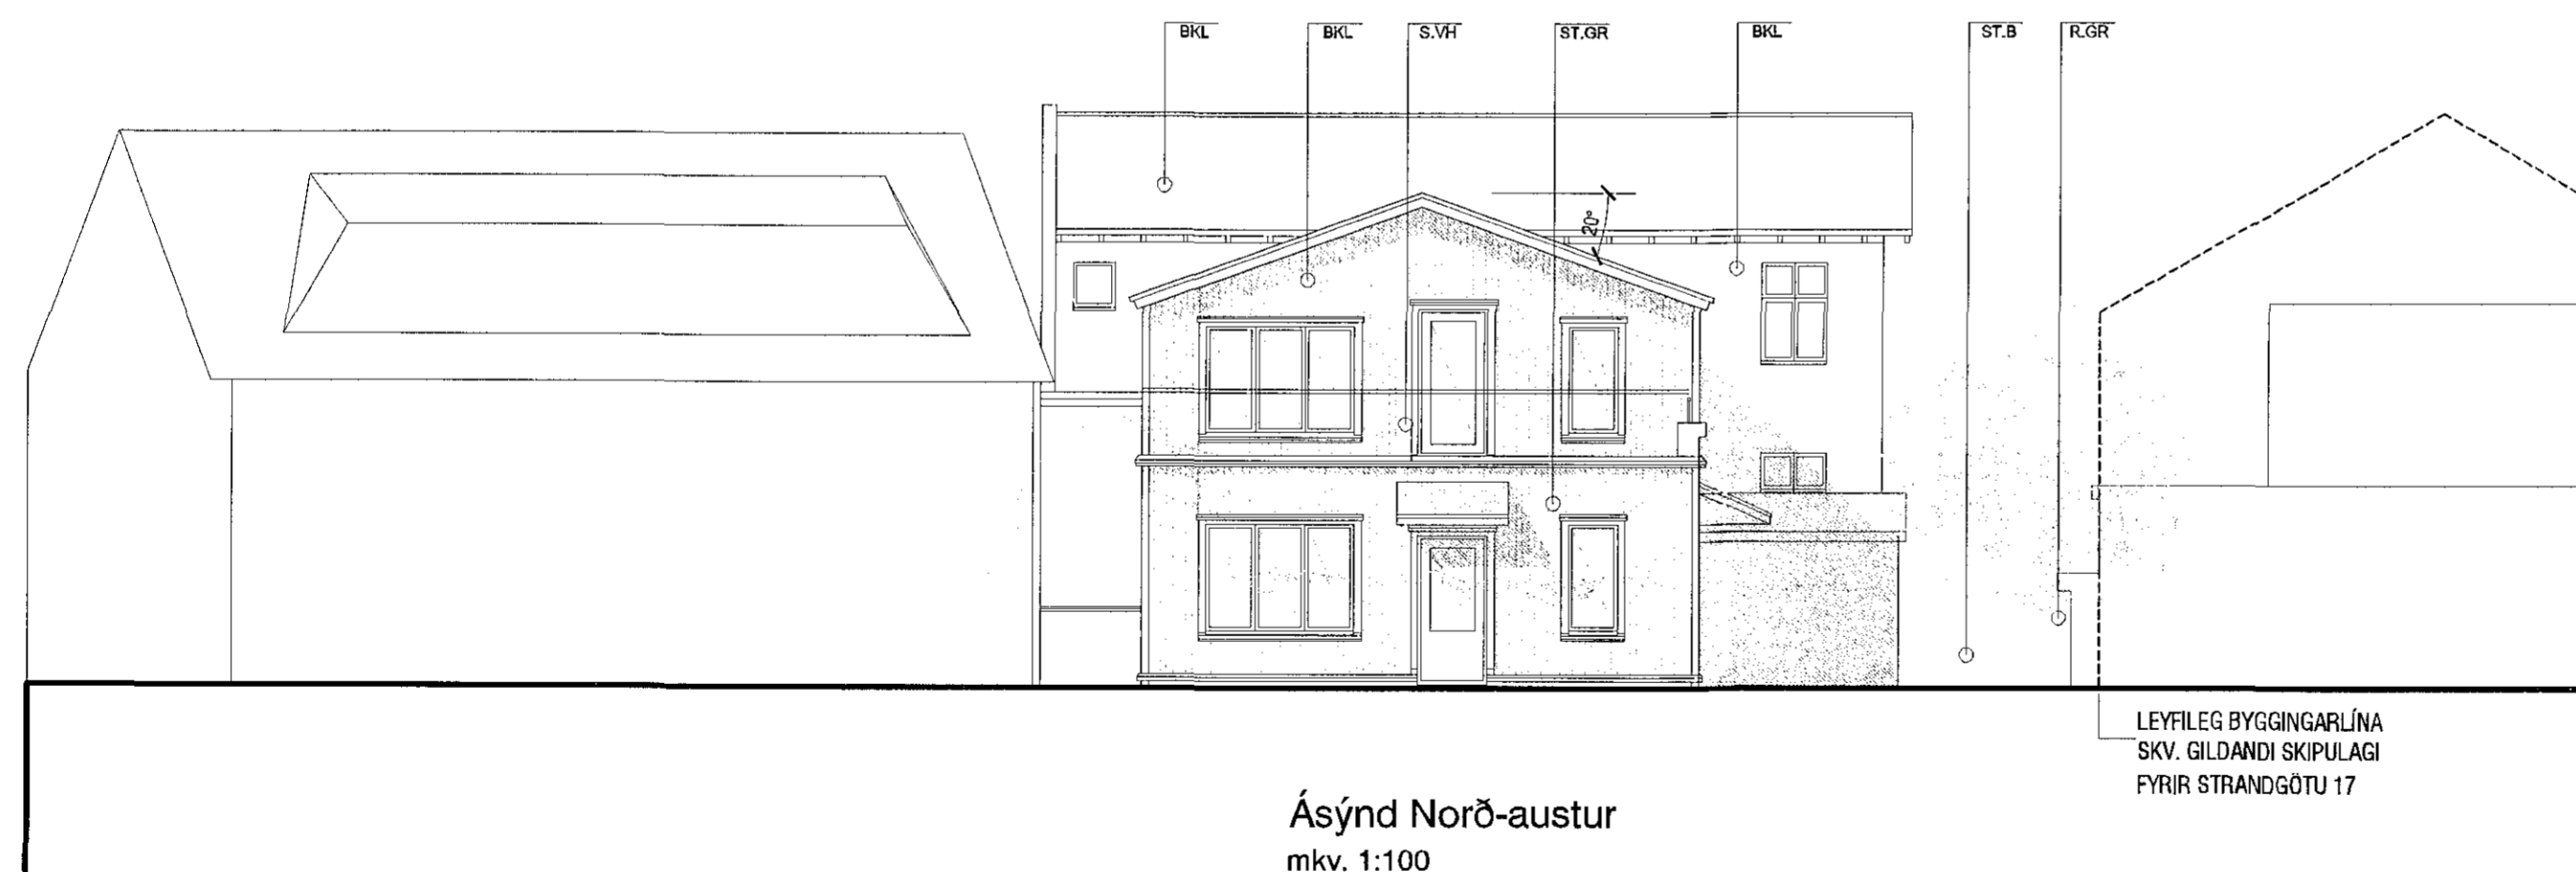 BKL
BKL
S.VH
ST.GR
BKL
ST.B
R.GR
20°
LEYFILEG BYGGINGARLÍNA
SKV. GILDANDI SKIPULAGI
FYRIR STRANDGÖTU 17
Ásýnd Norð-austur
mkv. 1:100